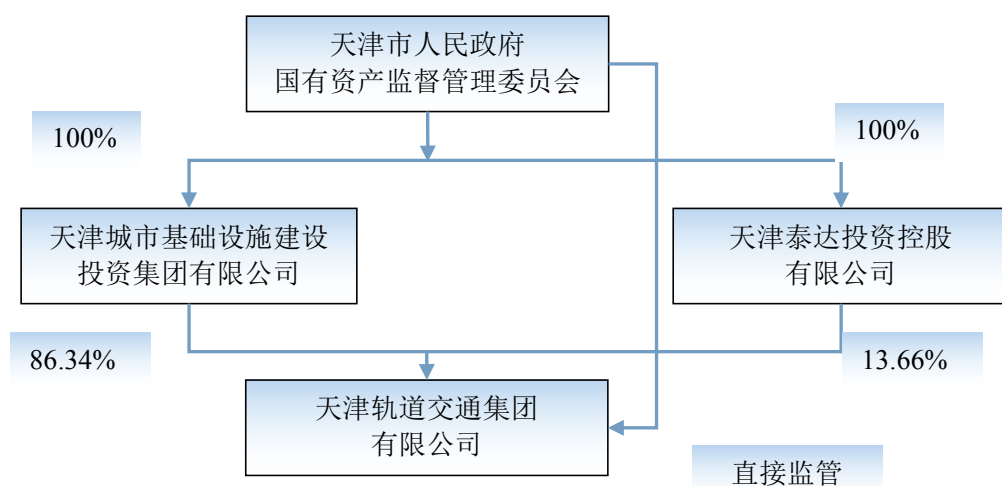 天津市人民政府
国有资产监督管理委员会
100%
100%
天津城市基础设施建设
投资集团有限公司
天津泰达投资控股
有限公司
86.34%
13.66%
天津轨道交通集团
有限公司
直接监管